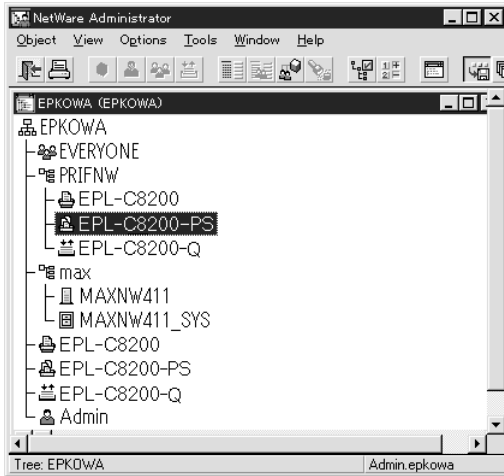 NetWare Administrator
Object View Options Tools Window Help
EPKOWA (EPKOWA)
EPKOWA
EVERYONE
PRIFNW
EPL-C8200
EPL-C8200-PS
EPL-C8200-Q
max
MAXNW411
MAXNW411_SYS
EPL-C8200
EPL-C8200-PS
EPL-C8200-Q
Admin
Tree: EPKOWA Admin.epkowa